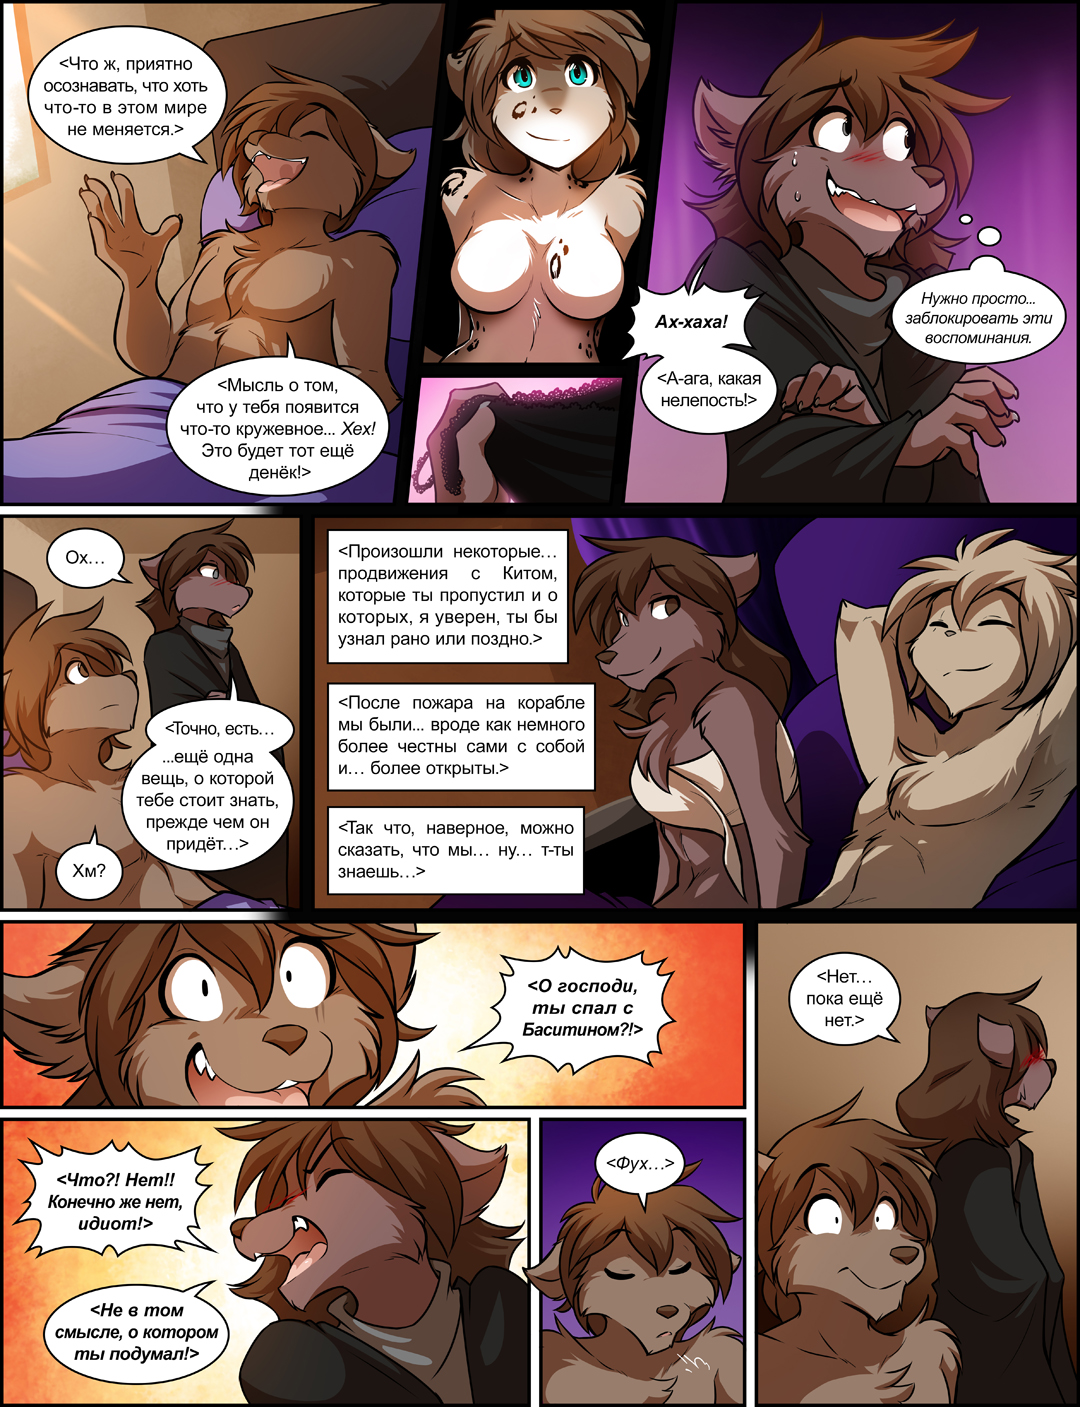 <Что ж, приятно
осознавать, что хоть
что-то в этом мире
не меняется.>
<Мысль о том,
что у тебя появится
что-то кружевное... Хех!
Это будет тот ещё
денёк!>
Ах-хаха!
<А-ага, какая
нелепость!>
Нужно просто...
заблокировать эти
воспоминания.
Ох...
<Точно, есть...
...ещё одна
вещь, о которой
тебе стоит знать,
прежде чем он
придёт...>
Хм?
<Произошли некоторые...
продвижения с Китом,
которые ты пропустил и о
которых, я уверен, ты бы
узнал рано или поздно.>
<После пожара на корабле
мы были... вроде как немного
более честны сами с собой
и... более открыты.>
<Так что, наверное, можно
сказать, что мы... ну... т-ты
знаешь...>
<О господи,
ты спал с
Баситином?!>
<Что?! Нет!!
Конечно же нет,
идиот!>
<Не в том
смысле, о котором
ты подумал!>
<Фух...>
<Нет...
пока ещё
нет.>